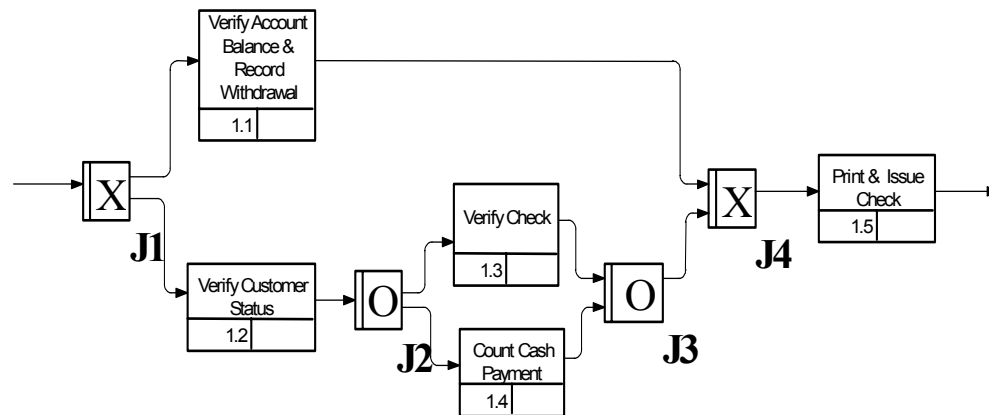 Verify Account
Balance &
Record
Withdrawal
1.1
X
J1
Verify Customer
Status
1.2
O
J2
Verify Check
1.3
Count Cash
Payment
1.4
O
J3
X
J4
Print & Issue
Check
1.5